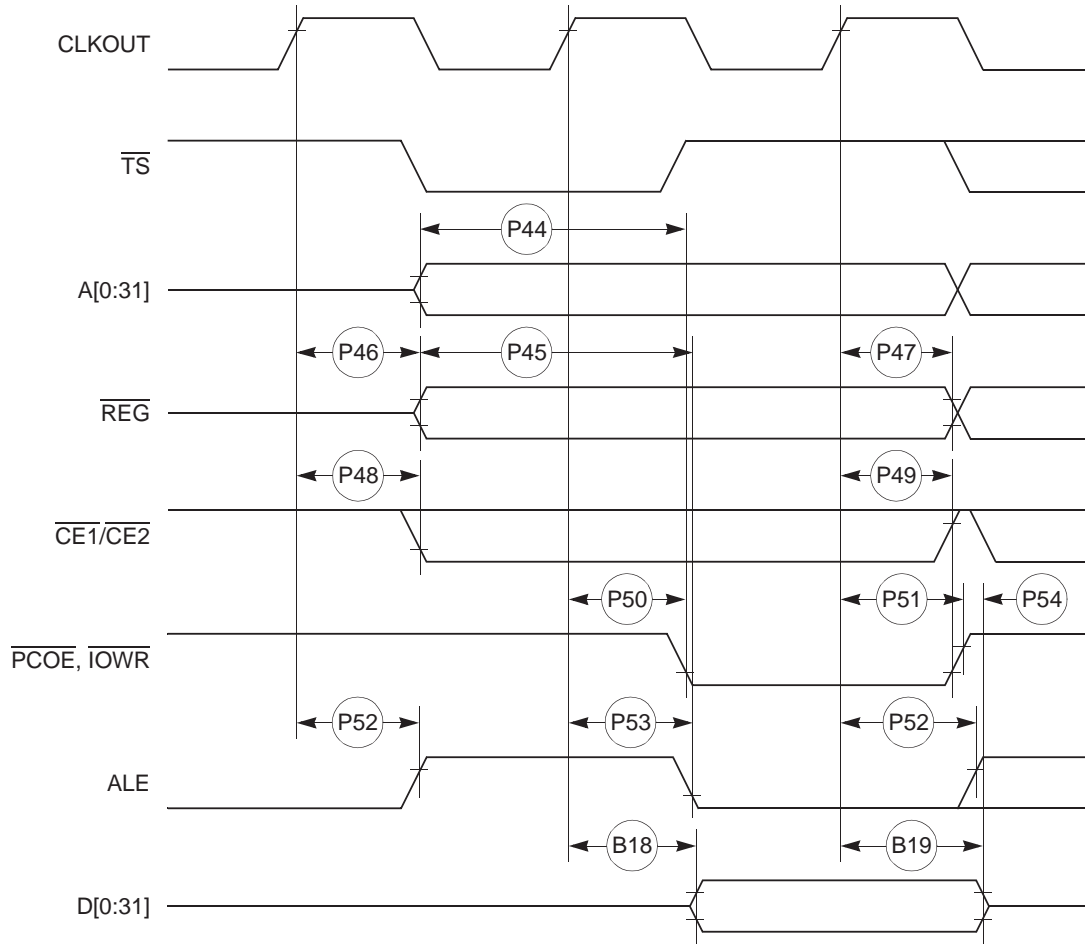 CLKOUT
TS
P44
A[0:31]
P46 P45 P47
REG
P48 P49
CE1/CE2
P50 P51 P54
PCOE, IOWR
P52 P53 P52
ALE
B18 B19
D[0:31]